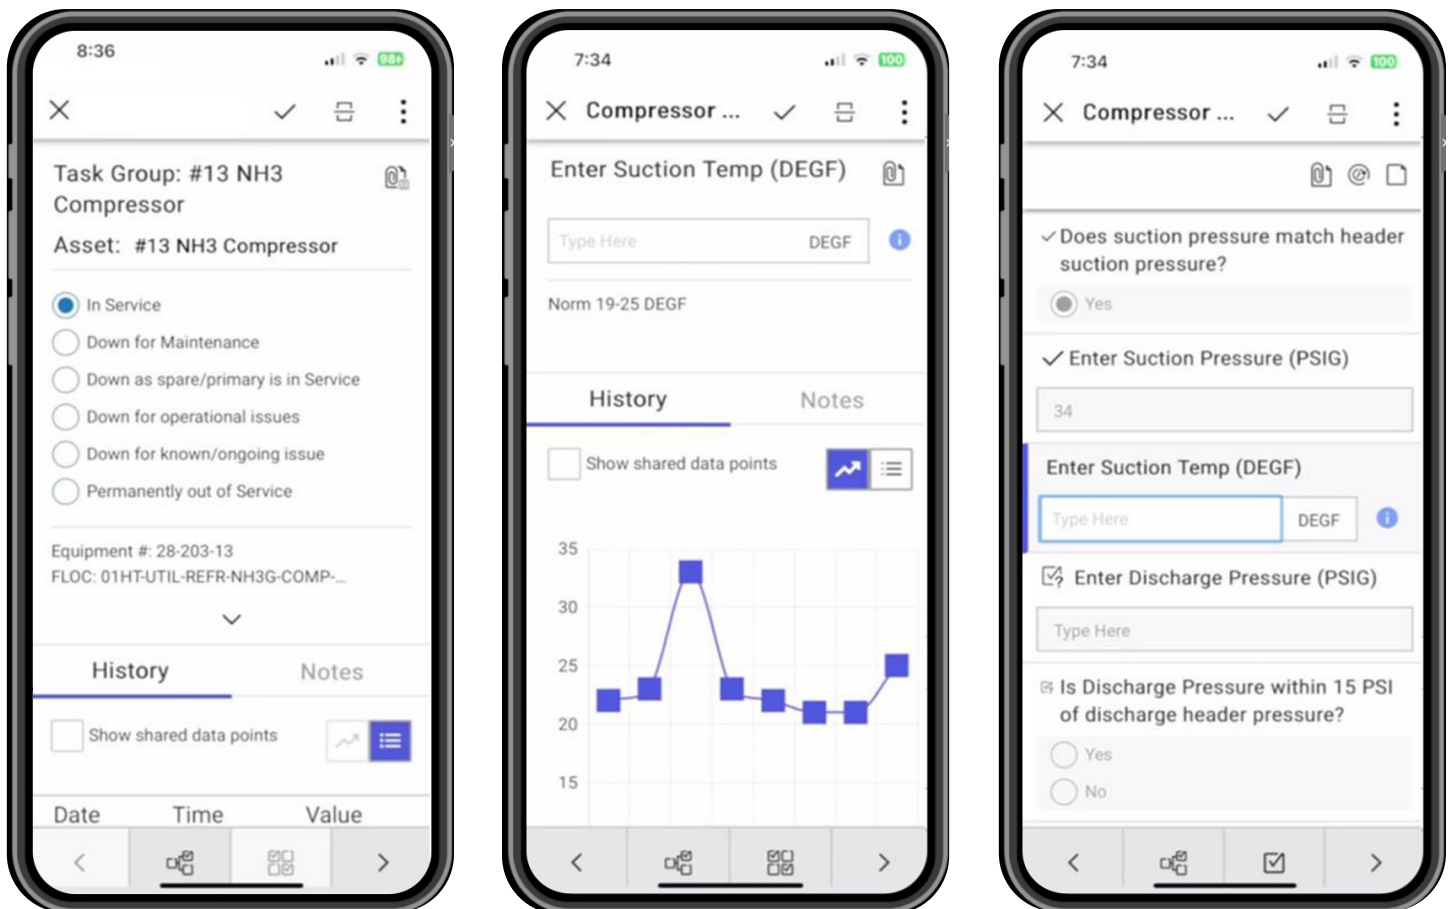 8:36
98+
Task Group: #13 NH3
Compressor
Asset: #13 NH3 Compressor
In Service
Down for Maintenance
Down as spare/primary is in Service
Down for operational issues
Down for known/ongoing issue
Permanently out of Service
Equipment #: 28-203-13
FLOC: 01HT-UTIL-REFR-NH3G-COMP-...
History Notes
Show shared data points
Date Time Value
7:34
100
Compressor ...
Enter Suction Temp (DEGF)
Type Here DEGF
Norm 19-25 DEGF
History Notes
Show shared data points
35
30
25
20
15
7:34
100
Compressor ...
Does suction pressure match header
suction pressure?
Yes
Enter Suction Pressure (PSIG)
34
Enter Suction Temp (DEGF)
Type Here DEGF
Enter Discharge Pressure (PSIG)
Type Here
Is Discharge Pressure within 15 PSI
of discharge header pressure?
Yes
No